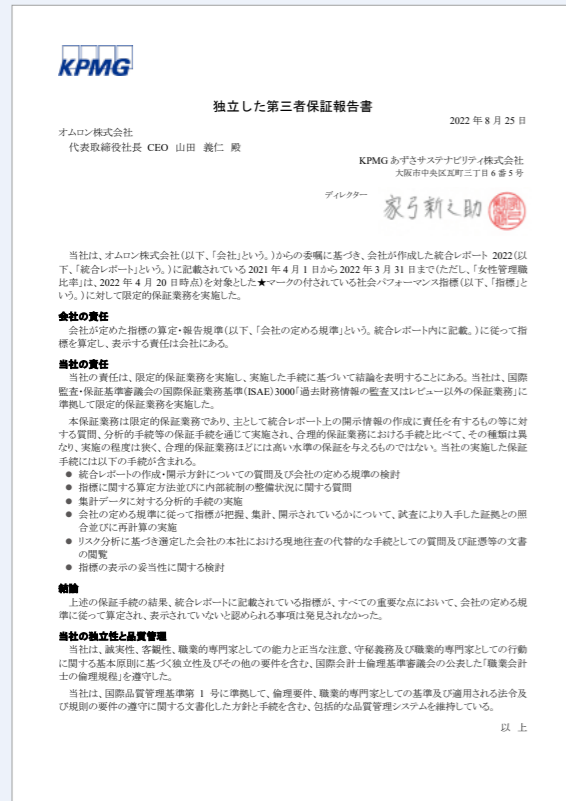 KPMG
独立した第三者保証報告書
2022 年 8 月 25 日
オムロン株式会社
代表取締役社長 CEO 山田 義仁 殿
KPMG あずさサステナビリティ株式会社
大阪市中央区瓦町三丁目 6 番 5 号
ディレクター
家弓新之助
当社は、オムロン株式会社(以下、「会社」という。)からの委嘱に基づき、会社が作成した統合レポート 2022(以
下、「統合レポート」という。)に記載されている 2021 年 4 月 1 日から 2022 年 3 月 31 日まで(ただし、「女性管理職
比率」は、2022 年 4 月 20 日時点)を対象とした★マークの付されている社会パフォーマンス指標(以下、「指標」と
いう。)に対して限定的保証業務を実施した。
会社の責任
会社が定めた指標の算定・報告規準(以下、「会社の定める規準」という。統合レポート内に記載。)に従って指
標を算定し、表示する責任は会社にある。
当社の責任
当社の責任は、限定的保証業務を実施し、実施した手続に基づいて結論を表明することにある。当社は、国際
監査・保証基準審議会の国際保証業務基準(ISAE)3000「過去財務情報の監査又はレビュー以外の保証業務」に
準拠して限定的保証業務を実施した。
本保証業務は限定的保証業務であり、主として統合レポート上の開示情報の作成に責任を有するもの等に対
する質問、分析的手続等の保証手続を通じて実施され、合理的保証業務における手続と比べて、その種類は異
なり、実施の程度は狭く、合理的保証業務ほどには高い水準の保証を与えるものではない。当社の実施した保証
手続には以下の手続が含まれる。
● 統合レポートの作成・開示方針についての質問及び会社の定める規準の検討
● 指標に関する算定方法並びに内部統制の整備状況に関する質問
● 集計データに対する分析的手続の実施
● 会社の定める規準に従って指標が把握、集計、開示されているかについて、試査により入手した証拠との照
合並びに再計算の実施
● リスク分析に基づき選定した会社の本社における現地往査の代替的な手続としての質問及び証憑等の文書
の閲覧
● 指標の表示の妥当性に関する検討
結論
上述の保証手続の結果、統合レポートに記載されている指標が、すべての重要な点において、会社の定める規
準に従って算定され、表示されていないと認められる事項は発見されなかった。
当社の独立性と品質管理
当社は、誠実性、客観性、職業的専門家としての能力と正当な注意、守秘義務及び職業的専門家としての行動
に関する基本原則に基づく独立性及びその他の要件を含む、国際会計士倫理基準審議会の公表した「職業会計
士の倫理規程」を遵守した。
当社は、国際品質管理基準第 1 号に準拠して、倫理要件、職業的専門家としての基準及び適用される法令及
び規則の要件の遵守に関する文書化した方針と手続を含む、包括的な品質管理システムを維持している。
以 上